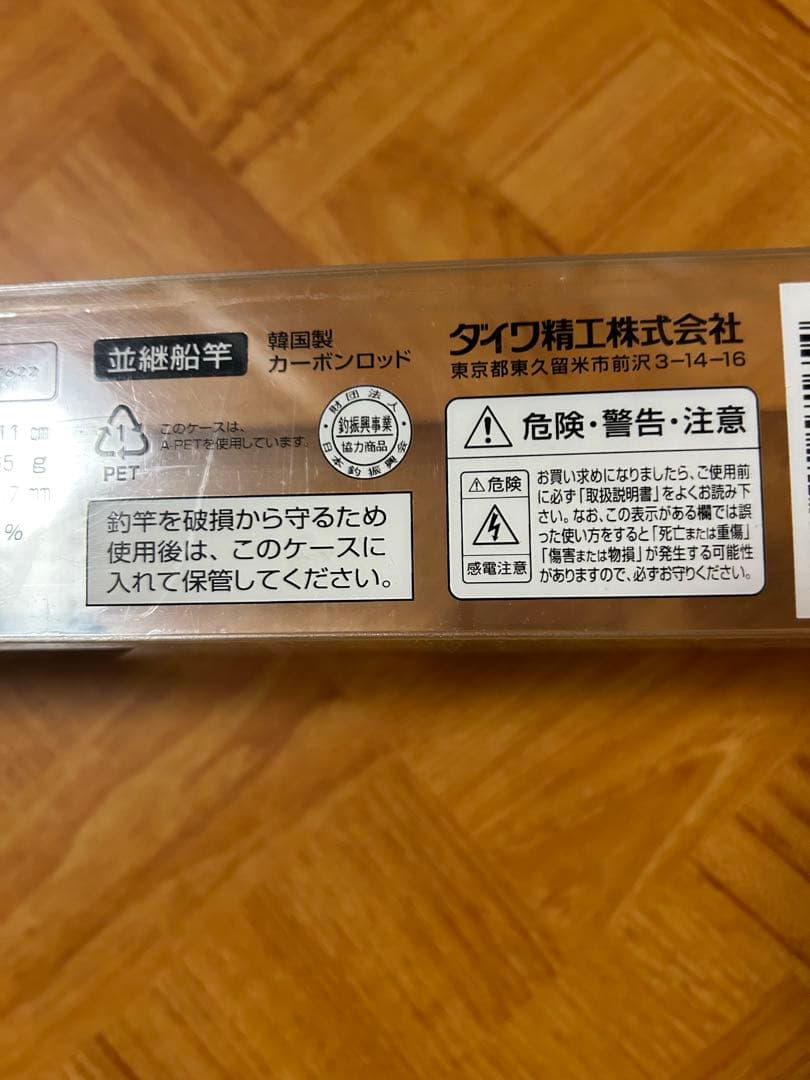 並継船竿
韓国製
カーボンロッド
ダイワ精工株式会社
東京都東久留米市前沢3-14-16
PET
1
このケースは、
A-PETを使用しています。
財団法人
釣振興事業
協力商品
日本釣振興会
釣竿を破損から守るため
使用後は、このケースに
入れて保管してください。
危険・警告・注意
危険
感電注意
お買い求めになりましたら、ご使用前
に必ず「取扱説明書」をよくお読み下
さい。なお、この表示がある欄では誤
った使い方をすると「死亡または重傷」
「傷害または物損」が発生する可能性
がありますので、必ずお守りください。
11 cm
5 g
7 mm
%